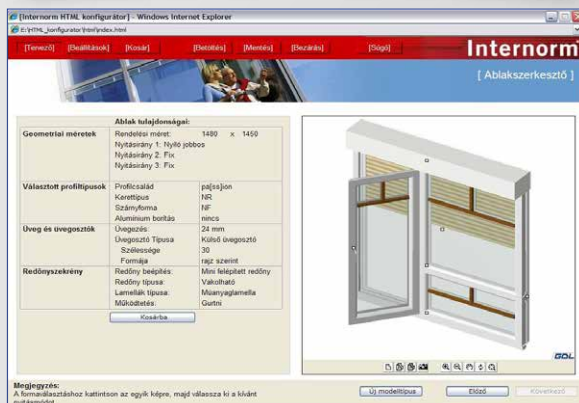 [Internorm HTML konfigurátor] - Windows Internet Explorer
E:\HTML_konfigurator\html\index.html
[Tervező] [Beállítások] [Kosár] [Betöltés] [Mentés] [Bezárás] [Súgó]
Internorm
[ Ablakszerkesztő ]
Ablak tulajdonságai:
Geometriai méretek
Rendelési méret: 1480 x 1450
Nyitásirány 1: Nyíló jobbos
Nyitásirány 2: Fix
Nyitásirány 3: Fix
Választott profiltípusok
Profilcsalád pa[ss]ion
Kerettípus NR
Szárnyforma NF
Alumínium borítás nincs
Üveg és üvegosztók
Üvegezés: 24 mm
Üvegosztó Típusa Külső üvegosztó
Szélessége 30
Formája rajz szerint
Redőnyszekrény
Redőny beépítés: Mini felépített redőny
Redőny típusa: Vakolható
Lamellák típusa: Műanyaglamella
Működtetés: Gurtni
Kosárba
GDL
Megjegyzés:
A formaválasztáshoz kattintson az egyik képre, majd válassza ki a kívánt
nyitásmódot.
Új modelltípus Előző Következő